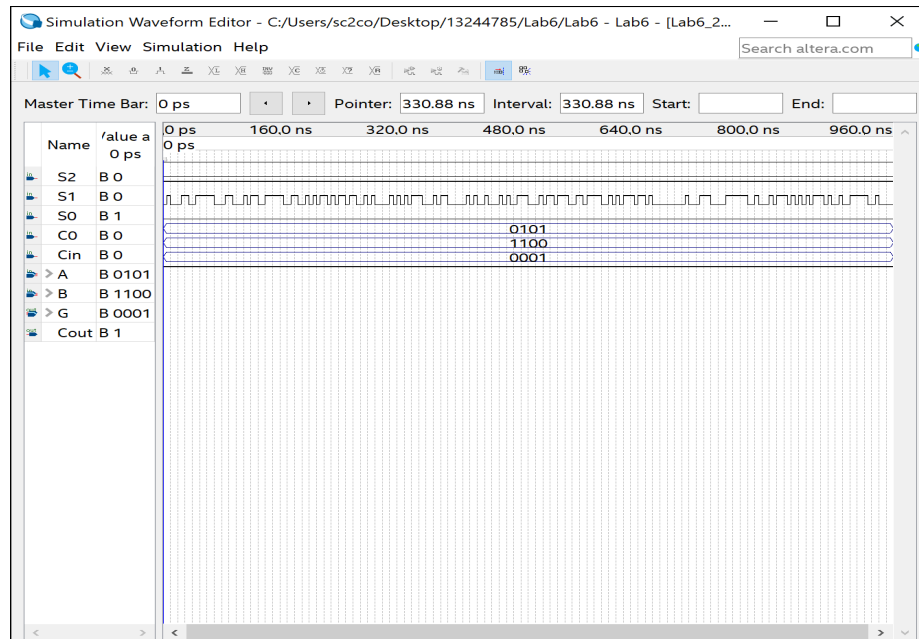 Simulation Waveform Editor - C:/Users/sc2co/Desktop/13244785/Lab6/Lab6 - Lab6 - [Lab6_2...
File Edit View Simulation Help
Search altera.com
Master Time Bar: 0 ps Pointer: 330.88 ns Interval: 330.88 ns Start: End:
Name /alue a 0 ps
0 ps 160,0 ns 320,0 ns 480,0 ns 640,0 ns 800,0 ns 960,0 ns
0 ps
S2 B 0
S1 B 0
S0 B 1
C0 B 0
Cin B 0
A B 0101
B B 1100
G B 0001
Cout B 1
0101
1100
0001